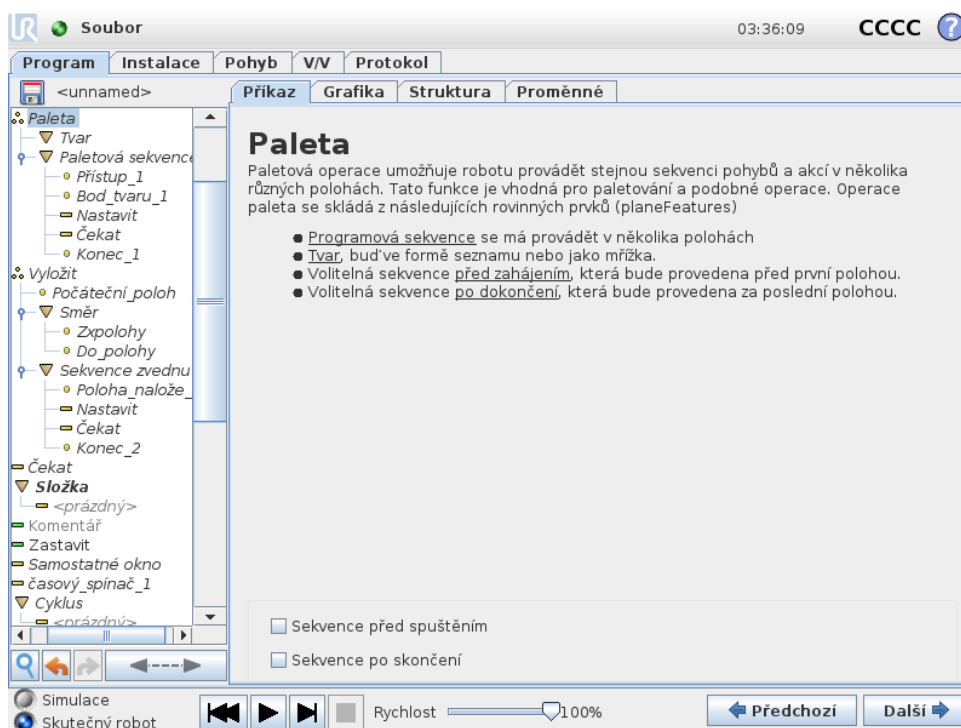 UR Soubor 03:36:09 CCCC ?
Program Instalace Pohyb V/V Protokol
<unnamed>
Příkaz Grafika Struktura Proměnné
Paleta
Tvar
Paletová sekvence
Přístup_1
Bod_tvaru_1
Nastavit
Čekat
Konec_1
Vyložit
Počáteční_poloh
Směr
Zxpolohy
Do_polohy
Sekvence zvednu
Poloha_nalože_
Nastavit
Čekat
Konec_2
Čekat
Složka
<prázdný>
Komentář
Zastavit
Samostatné okno
časový_spínač_1
Cyklus
<prázdný>
Paleta
Paletová operace umožňuje robotu provádět stejnou sekvenci pohybů a akcí v několika
různých polohách. Tato funkce je vhodná pro paletování a podobné operace. Operace
paleta se skládá z následujících rovinných prvků (planeFeatures)
Programová sekvence se má provádět v několika polohách
Tvar, buď've formě seznamu nebo jako mřížka.
Volitelná sekvence před zahájením, která bude provedena před první polohou.
Volitelná sekvence po dokončení, která bude provedena za poslední polohou.
Sekvence před spuštěním
Sekvence po skončení
Simulace
Skutečný robot
Rychlost 100%
Předchozí Další